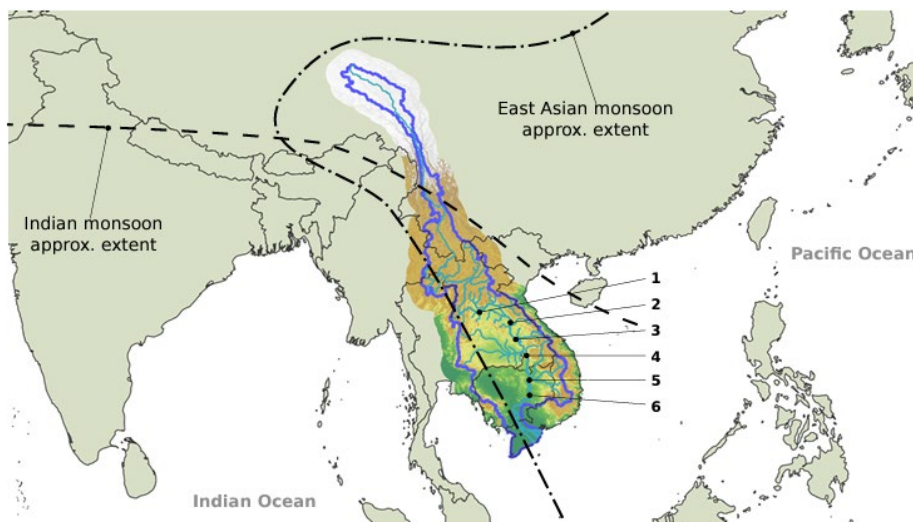 East Asian monsoon
approx. extent
Indian monsoon
approx. extent
Pacific Ocean
1
2
3
4
5
6
Indian Ocean